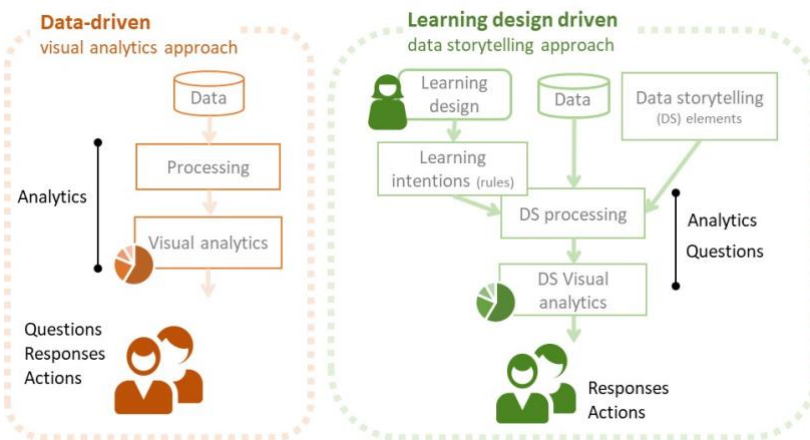 Data-driven
visual analytics approach
Data
Processing
Analytics
Visual analytics
Questions
Responses
Actions
Learning design driven
data storytelling approach
Learning
design
Data
Data storytelling
(DS) elements
Learning
intentions (rules)
DS processing
Analytics
Questions
DS Visual
analytics
Responses
Actions